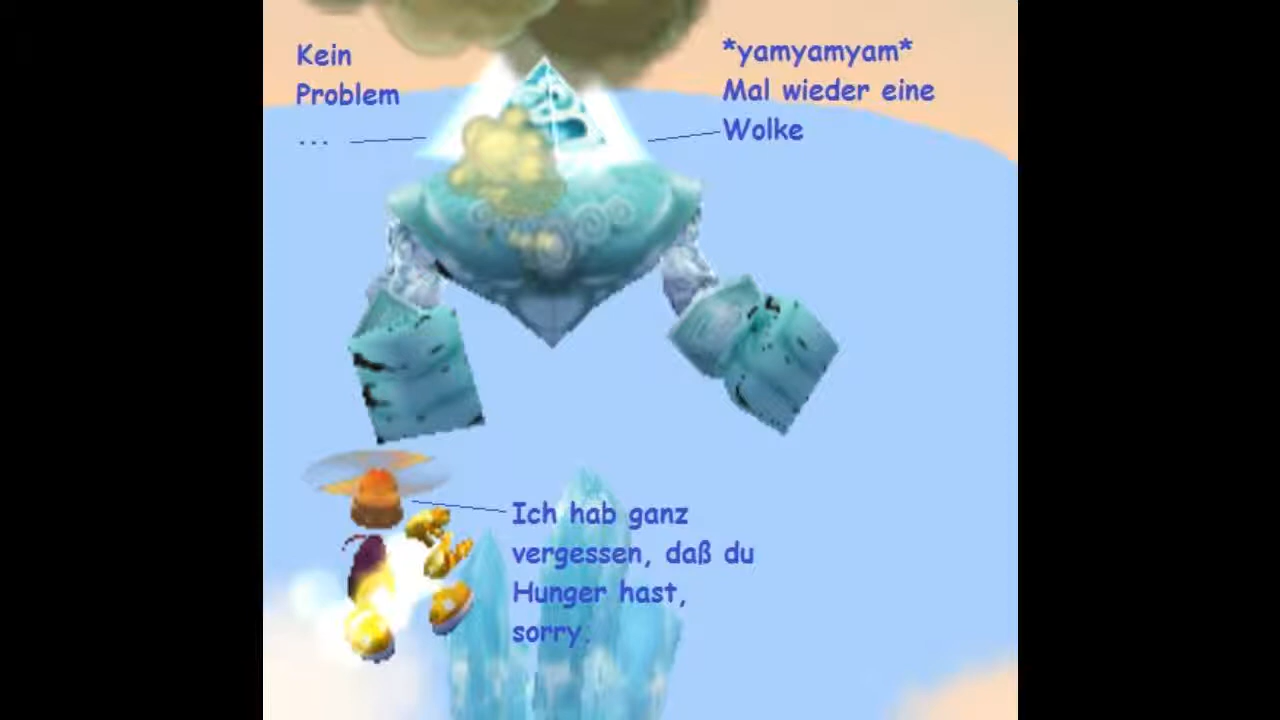 Kein
Problem
...
*yamyamyam*
Mal wieder eine
Wolke
Ich hab ganz
vergessen, daß du
Hunger hast,
sorry.